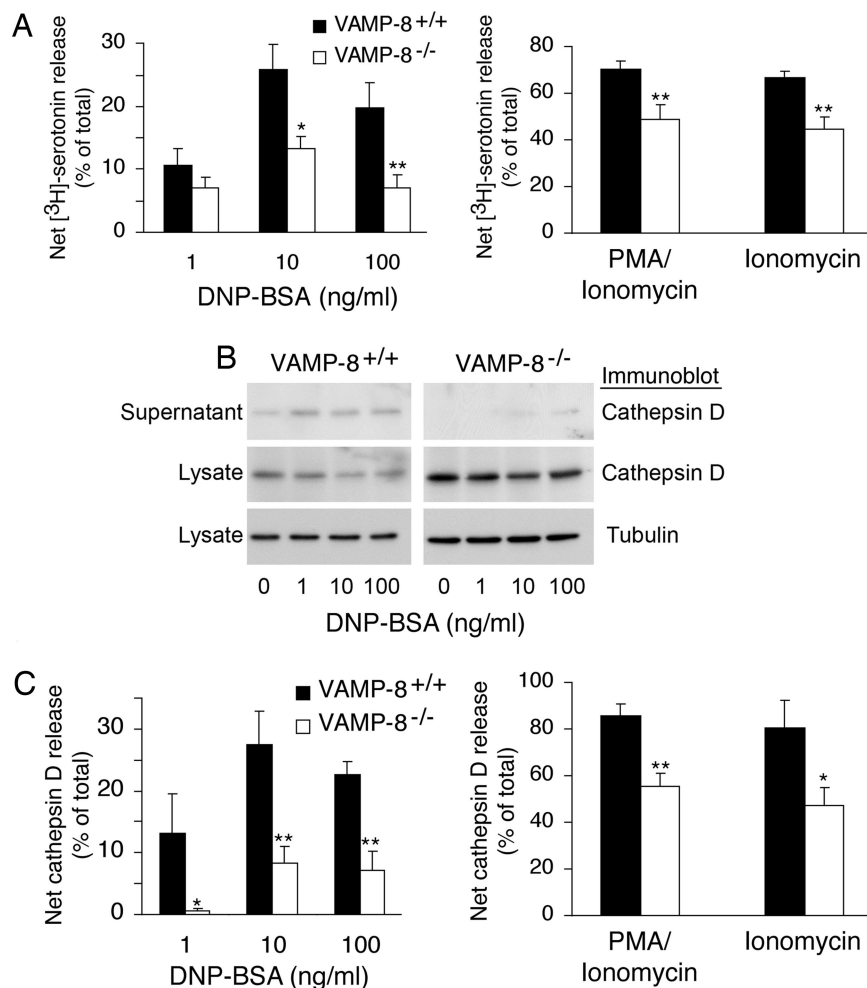 A
Net [³H]-serotonin release
(% of total)
30
20
10
0
VAMP-8+/+
VAMP-8-/-
*
**
1 10 100
DNP-BSA (ng/ml)
Net [³H]-serotonin release
(% of total)
80
60
40
20
0
**
**
PMA/
Ionomycin
Ionomycin
B
VAMP-8+/+ VAMP-8-/-
Immunoblot
Supernatant Cathepsin D
Lysate Cathepsin D
Lysate Tubulin
0 1 10 100 0 1 10 100
DNP-BSA (ng/ml)
C
Net cathepsin D release
(% of total)
30
20
10
0
VAMP-8+/+
VAMP-8-/-
*
**
**
1 10 100
DNP-BSA (ng/ml)
Net cathepsin D release
(% of total)
100
80
60
40
20
0
**
*
PMA/
Ionomycin
Ionomycin